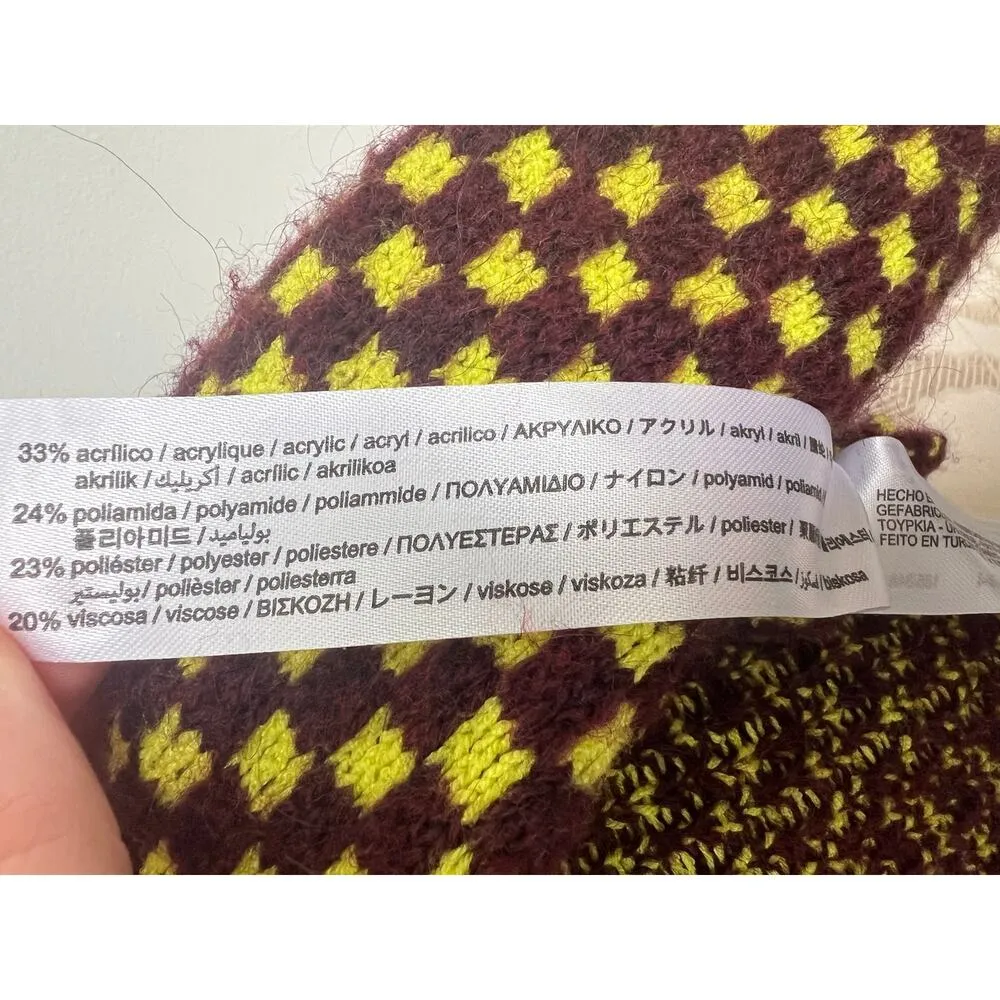 33% acrílico / acrylique / acrylic / acryl / acrilico / ΑΚΡΥΛΙΚΟ / アクリル / akryl / akril /
akrilik / أكريليك / acrílic / akrilikoa
24% poliamida / polyamide / poliammide / ΠΟΛΥΑΜΙΔΙΟ / ナイロン / polyamid /
폴리아미드 / بولياميد
23% poliéster / polyester / poliestere / ΠΟΛΥΕΣΤΕΡΑΣ / ポリエステル / poliester /
بوليستير / polièster / poliesterra
20% viscosa / viscose / ΒΙΣΚΟΖΗ / レーヨン / viskose / viskoza / 粘纤 / 비스코스 / biskosa
HECHO
GEFABRIC
ΤΟΥΡΚΙΑ -
FEITO EN TUR